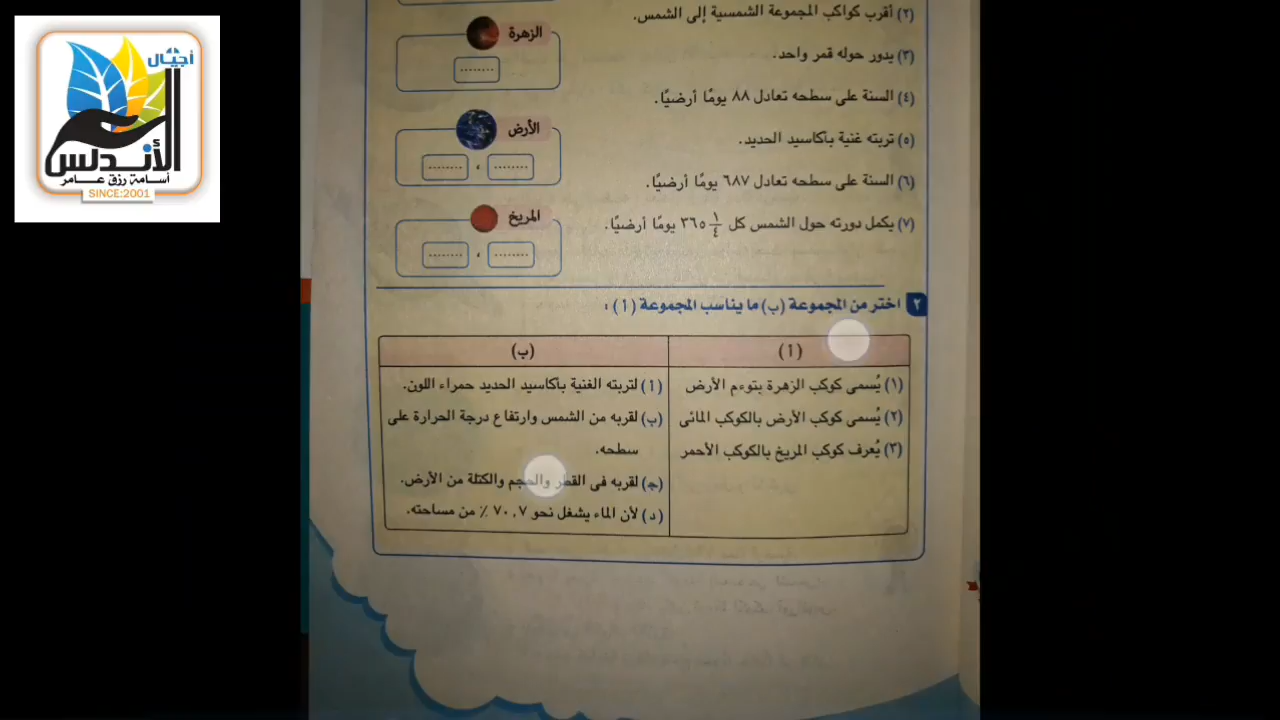 أجيال
الأندلس
أسامة رزق عامر
SINCE:2001
(٢) أقرب كواكب المجموعة الشمسية إلى الشمس.
(٣) يدور حوله قمر واحد.
(٤) السنة على سطحه تعادل ٨٨ يومًا أرضيًا.
(٥) تربته غنية بأكاسيد الحديد.
(٦) السنة على سطحه تعادل ٦٨٧ يومًا أرضيًا.
(٧) يكمل دورته حول الشمس كل ٣٦٥ ١/٤ يومًا أرضيًا.
الزهرة
........
الأرض
........ ، ........
المريخ
........ ، ........
٢ اختر من المجموعة (ب) ما يناسب المجموعة (أ) :
(أ)
(١) يُسمى كوكب الزهرة بتوءم الأرض
(٢) يُسمى كوكب الأرض بالكوكب المائى
(٣) يُعرف كوكب المريخ بالكوكب الأحمر
(ب)
(أ) لتربته الغنية بأكاسيد الحديد حمراء اللون.
(ب) لقربه من الشمس وارتفاع درجة الحرارة على
سطحه.
(ج) لقربه فى القطر والحجم والكتلة من الأرض.
(د) لأن الماء يشغل نحو ٧٠,٧ ٪ من مساحته.